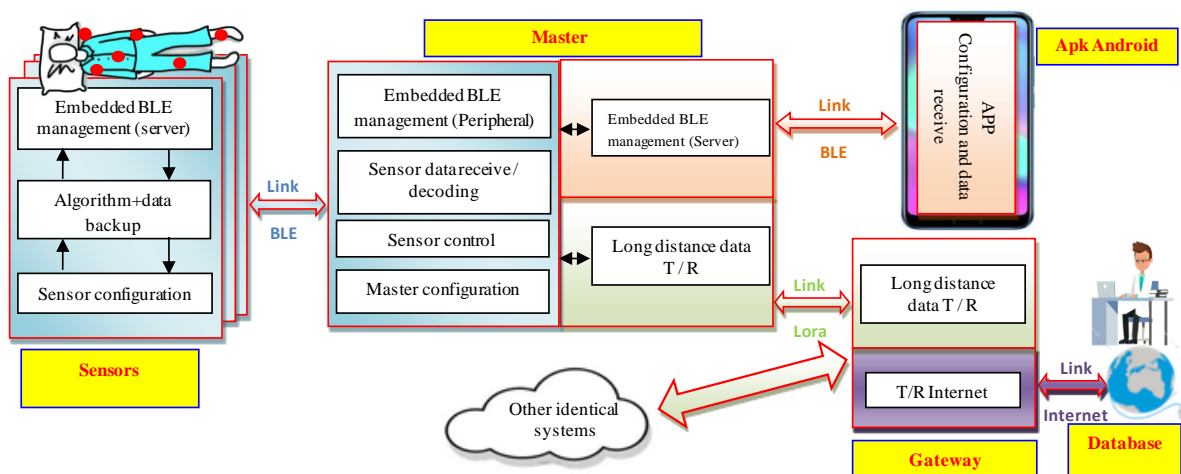 Sensors
Embedded BLE
management (server)
Algorithm+data
backup
Sensor configuration
Link
BLE
Master
Embedded BLE
management (Peripheral)
Sensor data receive /
decoding
Sensor control
Master configuration
Embedded BLE
management (Server)
Long distance data
T / R
Link
BLE
APP
Configuration and data
receive
Apk Android
Link
Lora
Long distance
data T / R
T/R Internet
Gateway
Link
Internet
Database
Other identical
systems